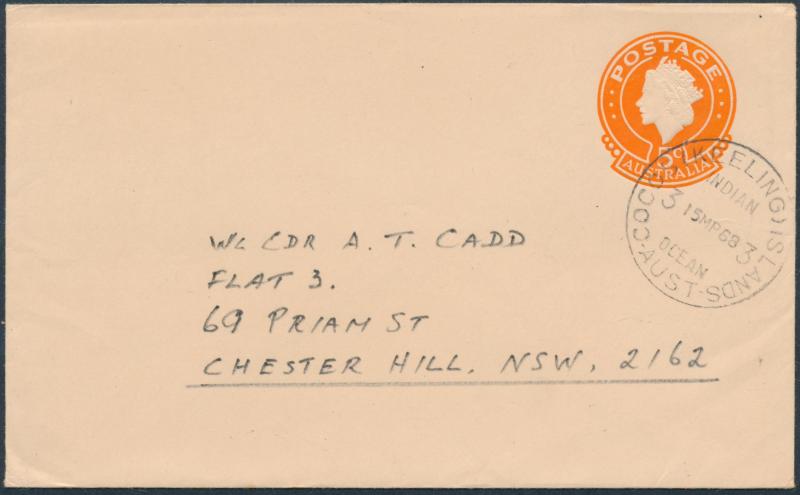 POSTAGE
5c
AUSTRALIA
COCOS (KEELING) ISLANDS
INDIAN
3 15MR68 3
OCEAN
-AUST-
WG CDR A. T. CADD
FLAT 3.
69 PRIAM ST
CHESTER HILL, NSW, 2162